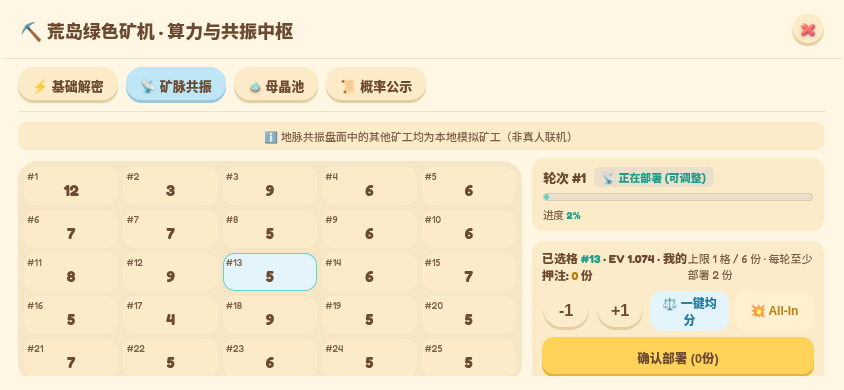 ⛏️ 荒岛绿色矿机 · 算力与共振中枢
⚡ 基础解密
📡 矿脉共振
母晶池
📜 概率公示
ℹ️ 地脉共振盘面中的其他矿工均为本地模拟矿工（非真人联机）
#1 12
#2 3
#3 9
#4 6
#5 6
#6 7
#7 7
#8 5
#9 6
#10 6
#11 8
#12 9
#13 5
#14 6
#15 7
#16 5
#17 4
#18 9
#19 5
#20 5
#21 7
#22 5
#23 6
#24 5
#25 5
轮次 #1 📡 正在部署 (可调整)
进度 2%
已选格 #13 · EV 1.074 · 我的
押注: 0 份
上限 1 格 / 6 份 · 每轮至少
部署 2 份
-1
+1
⚖️ 一键均
分
💥 All-In
确认部署 (0份)